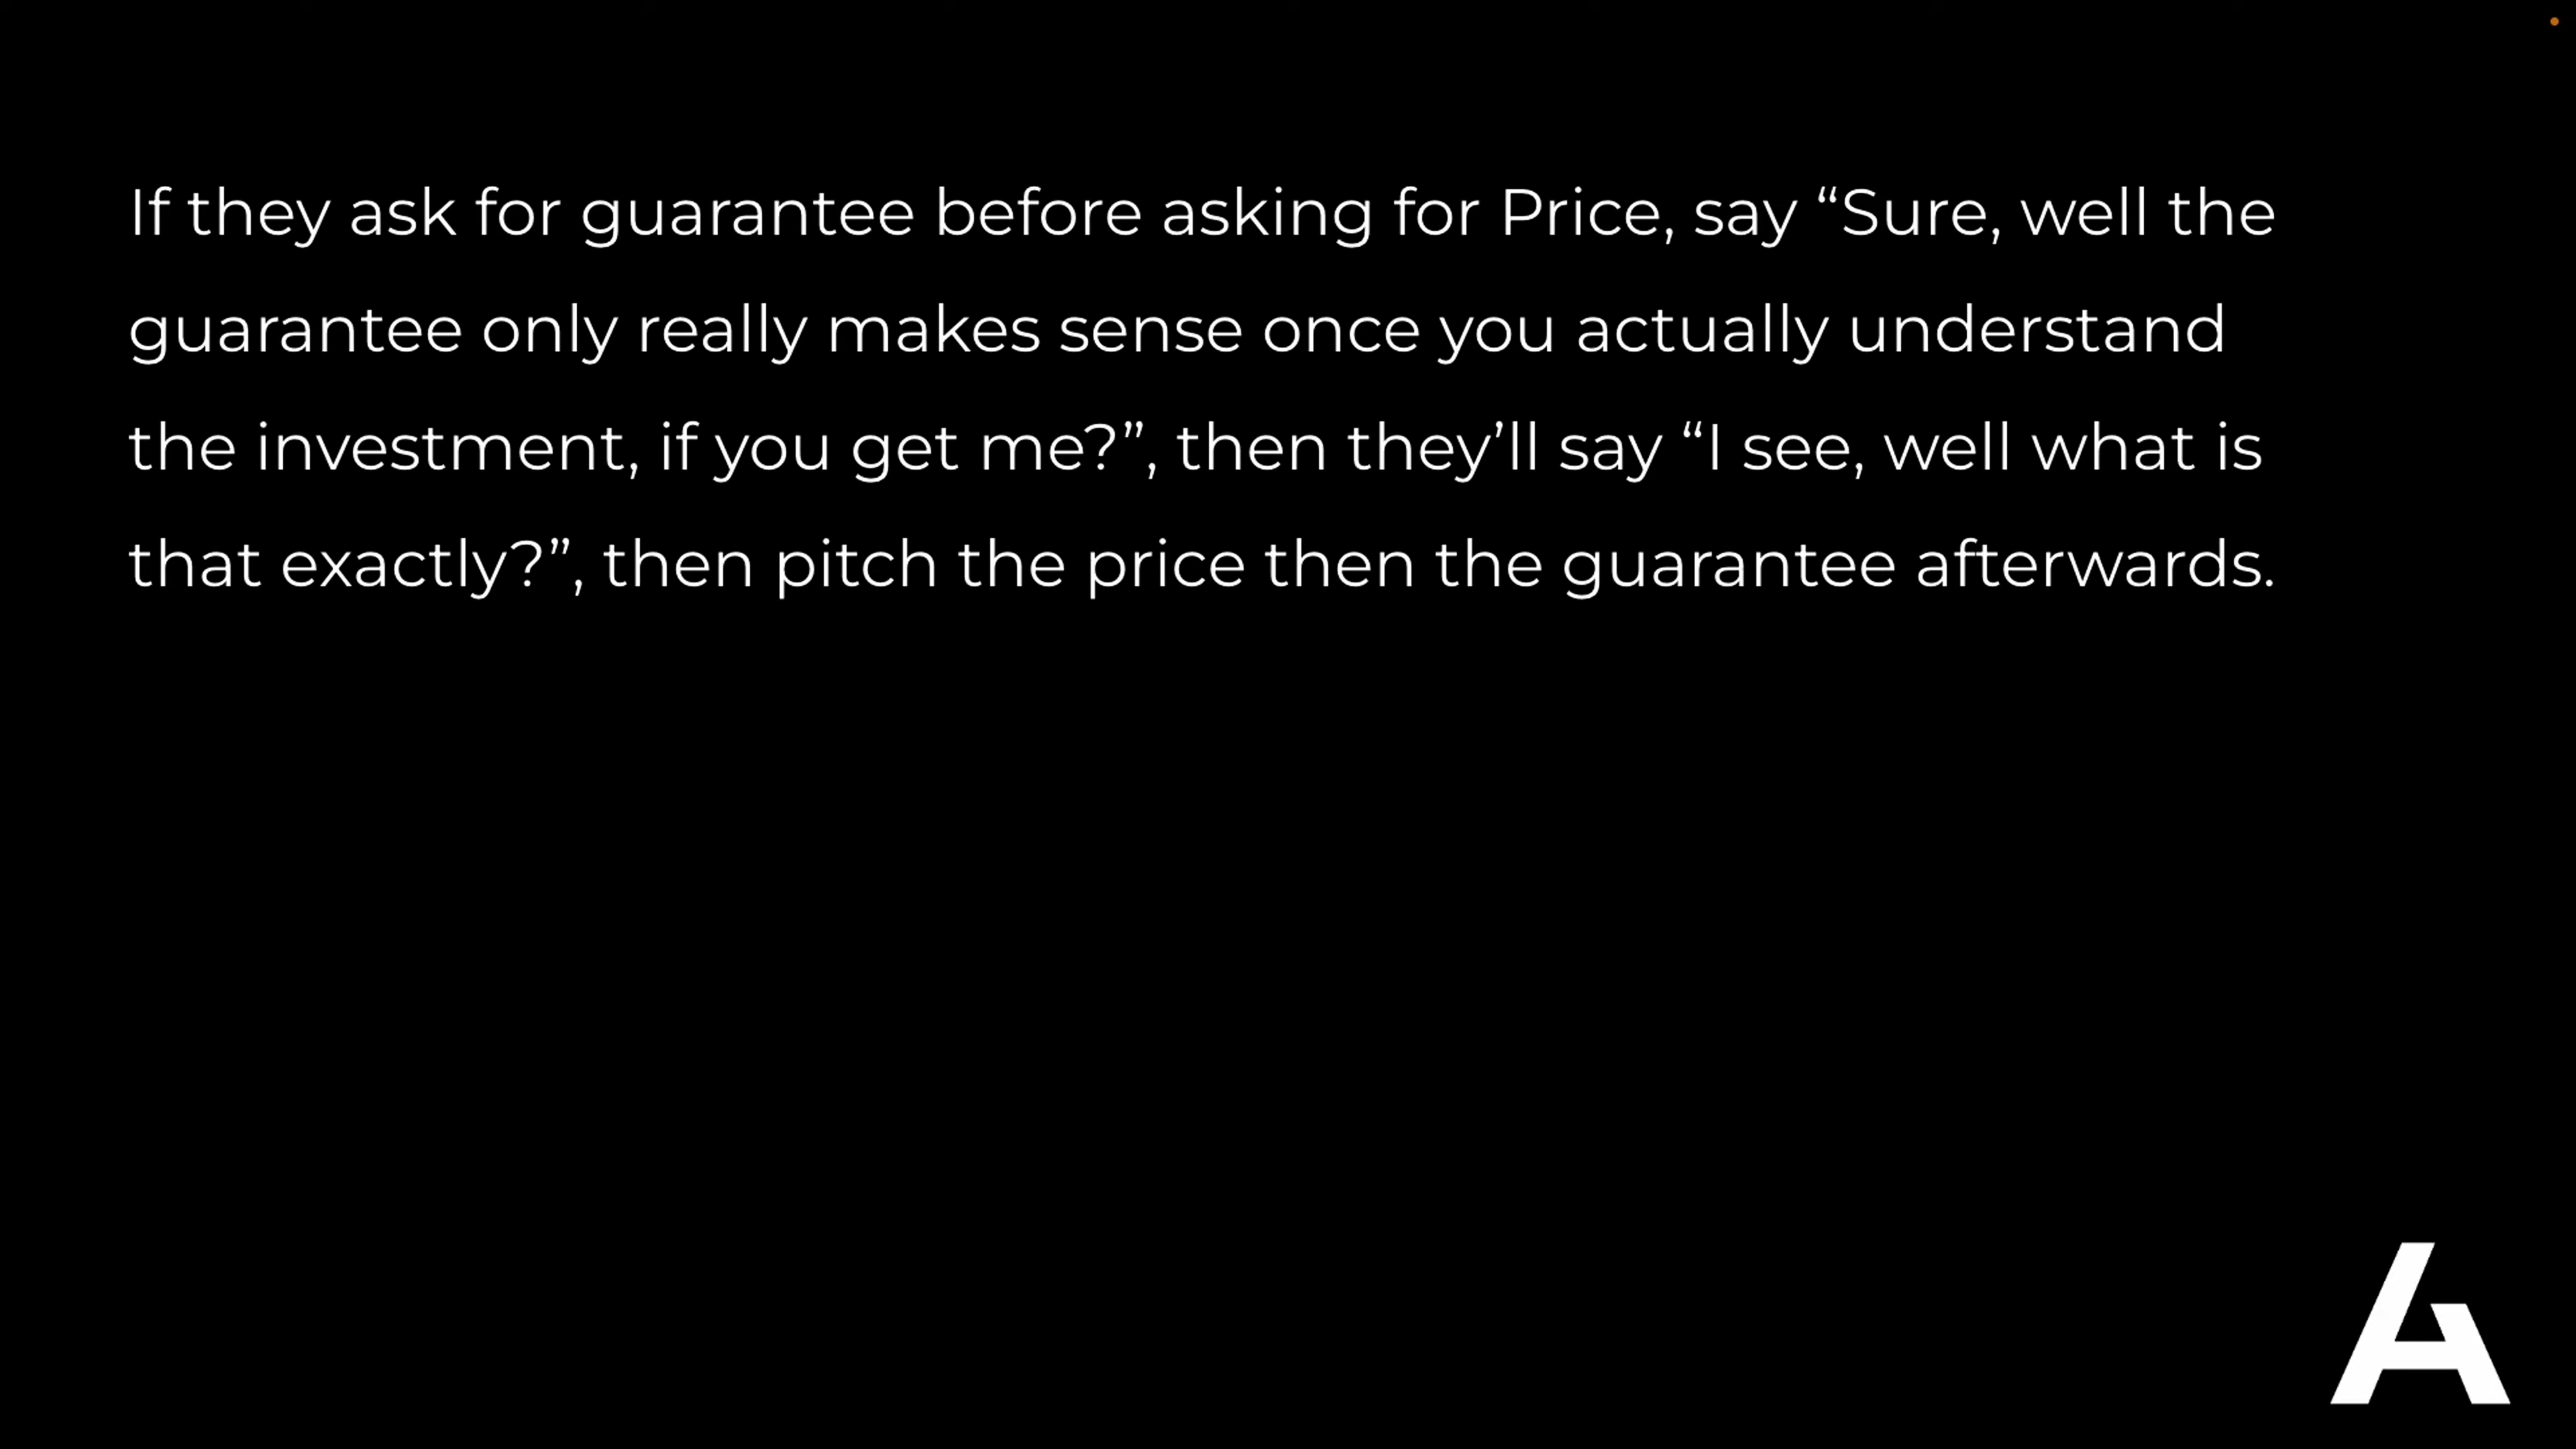 If they ask for guarantee before asking for Price, say “Sure, well the
guarantee only really makes sense once you actually understand
the investment, if you get me?”, then they’ll say “I see, well what is
that exactly?”, then pitch the price then the guarantee afterwards.